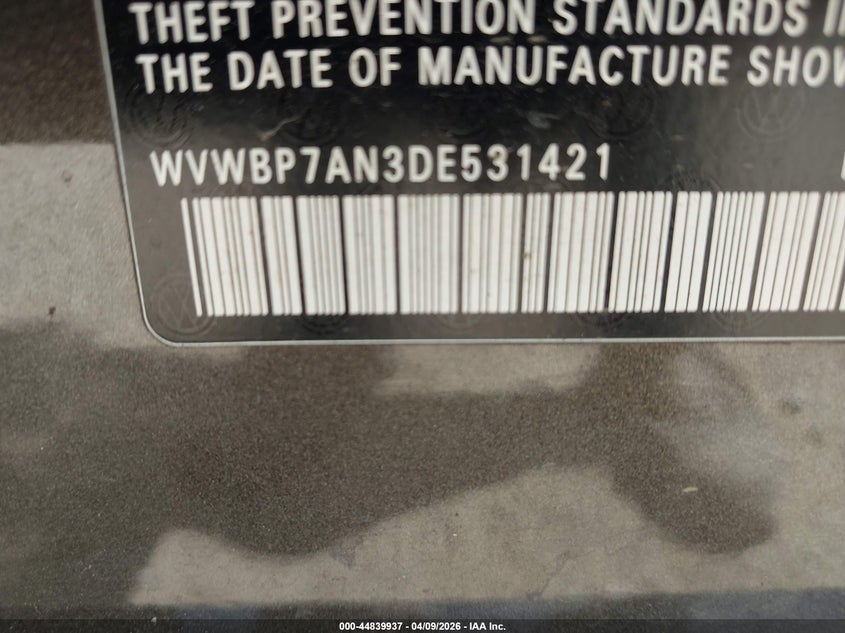 THEFT PREVENTION STANDARDS I
THE DATE OF MANUFACTURE SHOW
WVWBP7AN3DE531421
000-44839937 - 04/09/2026 - IAA Inc.